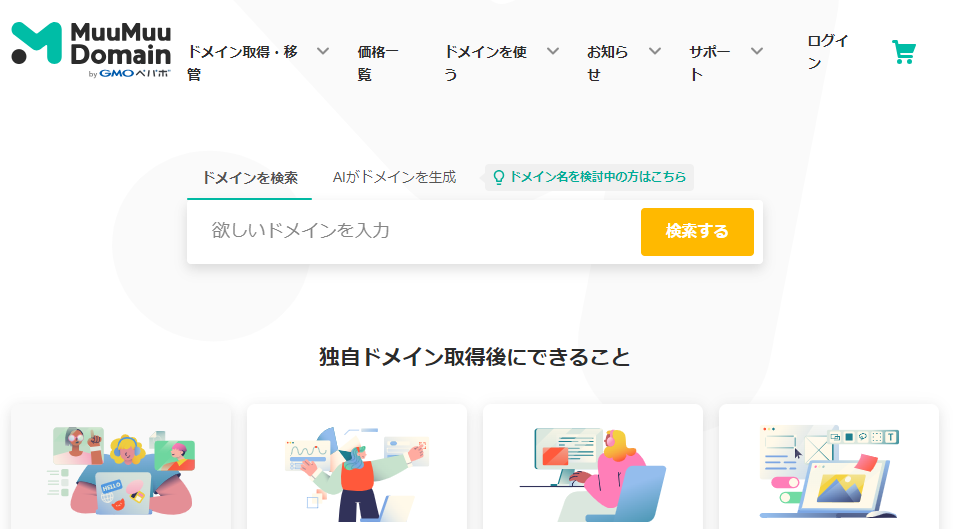 MuuMuu
Domain
by GMOペパボ
ドメイン取得・移
管
価格一
覧
ドメインを使
う
お知ら
せ
サポー
ト
ログイ
ン
ドメインを検索
AIがドメインを生成
ドメイン名を検討中の方はこちら
欲しいドメインを入力
検索する
独自ドメイン取得後にできること
HELLO
T